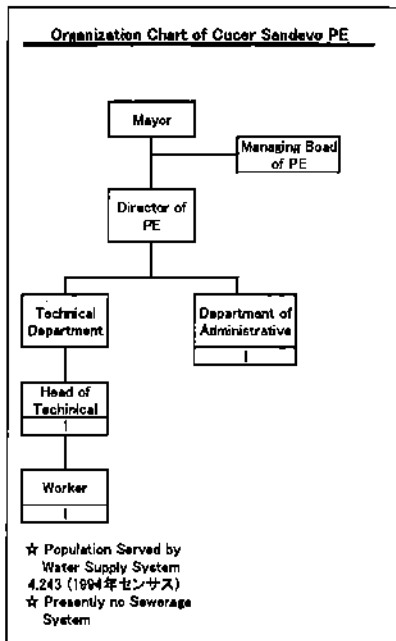 Organization Chart of Cucer Sandevo PE
Mayor
Managing Boad
of PE
Director of
PE
Technical
Department
Department of
Administrative
1
Head of
Techinical
1
Worker
1
☆ Population Served by
Water Supply System
4,243 (1994年センサス)
☆ Presently no Sewerage
System